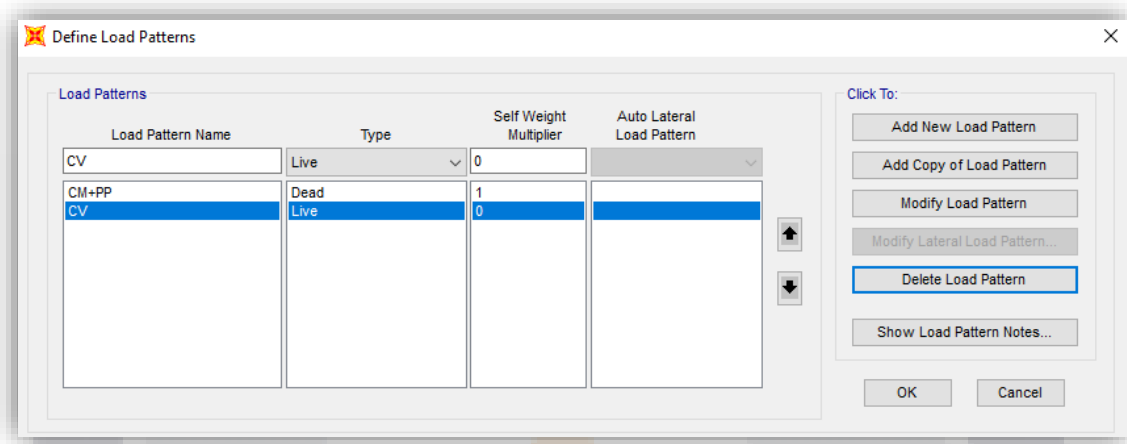 Define Load Patterns
Load Patterns
Load Pattern Name
Type
Self Weight
Multiplier
Auto Lateral
Load Pattern
CV
Live
0
CM+PP
Dead
1
CV
Live
0
Click To:
Add New Load Pattern
Add Copy of Load Pattern
Modify Load Pattern
Modify Lateral Load Pattern...
Delete Load Pattern
Show Load Pattern Notes...
OK
Cancel